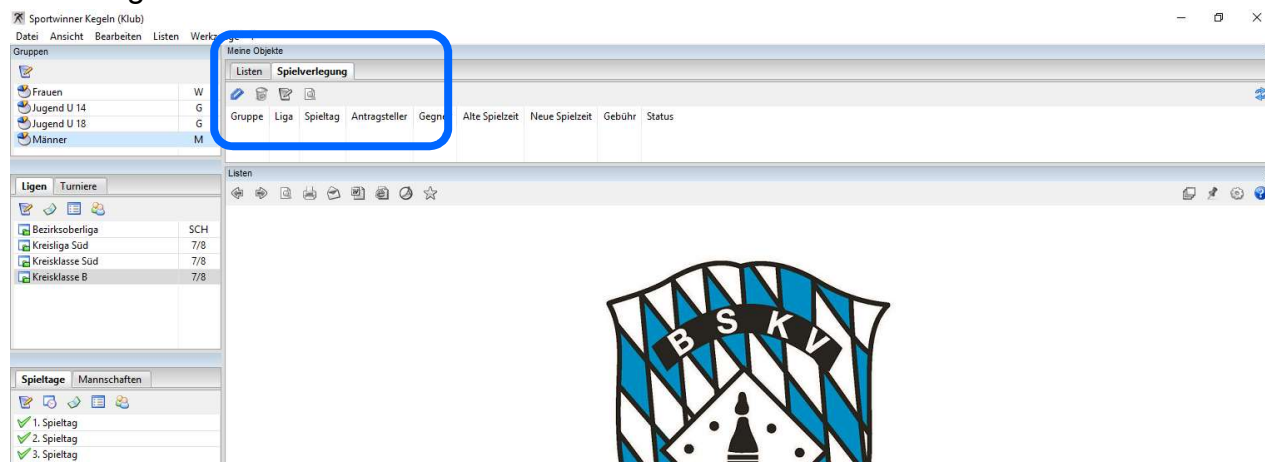 Sportwinner Kegeln (Klub)
Datei Ansicht Bearbeiten Listen
Gruppen
Frauen W
Jugend U 14 G
Jugend U 18 G
Männer M
Ligen Turniere
Bezirksoberliga SCH
Kreisliga Süd 7/8
Kreisklasse Süd 7/8
Kreisklasse B 7/8
Spieltage Mannschaften
1. Spieltag
2. Spieltag
3. Spieltag
Meine Objekte
Listen Spielverlegung
Gruppe Liga Spieltag Antragsteller Gegner Alte Spielzeit Neue Spielzeit Gebühr Status
Listen
BSKV